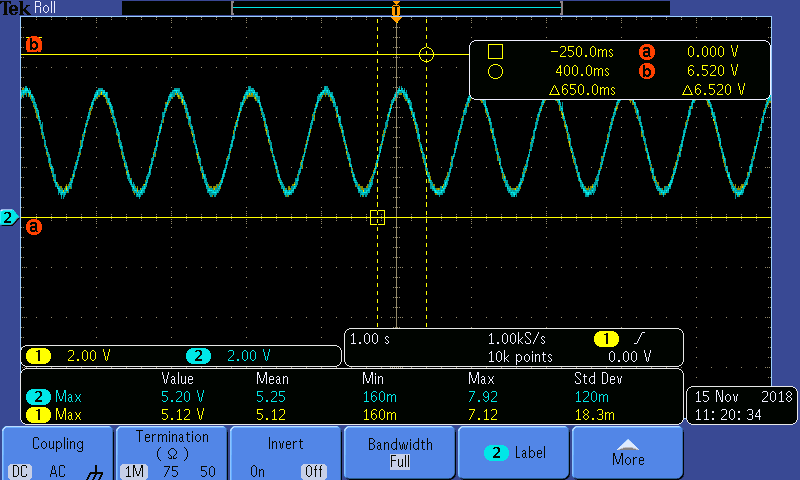 Tek Roll
T
b
□ -250.0ms a 0.000 V
○ 400.0ms b 6.520 V
△650.0ms △6.520 V
2
a
1 2.00 V 2 2.00 V
1.00 s 1.00kS/s 1
10k points 0.00 V
Value Mean Min Max Std Dev
2 Max 5.20 V 5.25 160m 7.92 120m
1 Max 5.12 V 5.12 160m 7.12 18.3m
15 Nov 2018
11:20:34
Coupling
DC AC
Termination
(Ω)
1M 75 50
Invert
On Off
Bandwidth
Full
2 Label
More